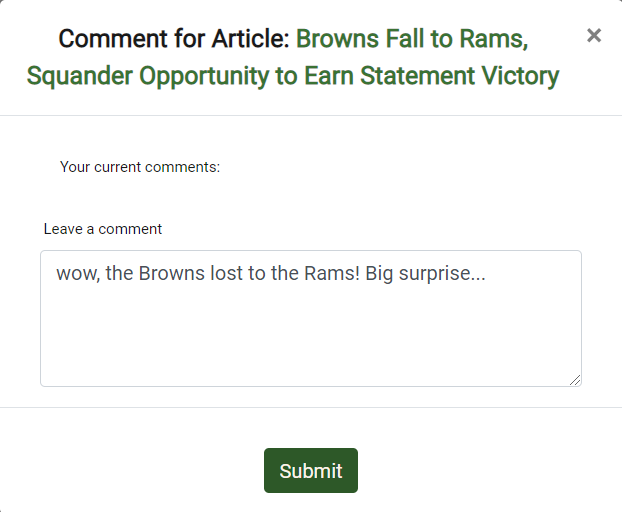 Comment for Article: Browns Fall to Rams,
Squander Opportunity to Earn Statement Victory
×
Your current comments:
Leave a comment
wow, the Browns lost to the Rams! Big surprise...
Submit